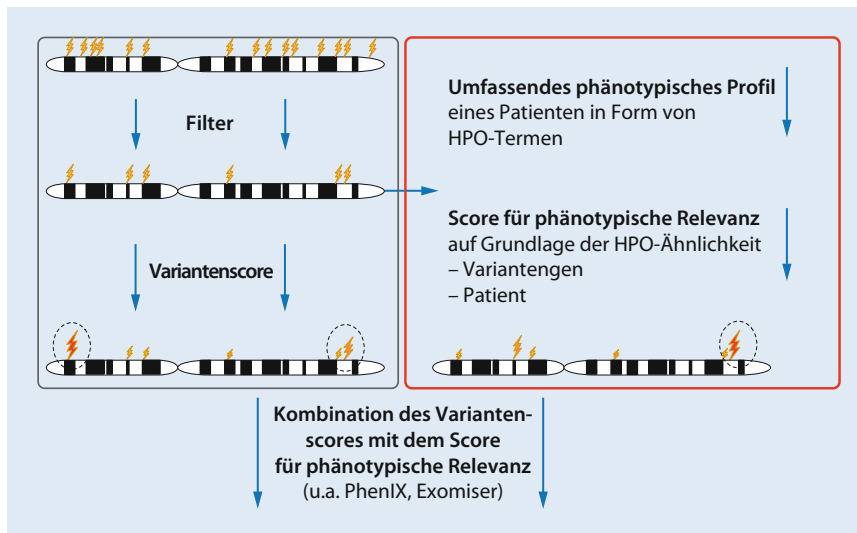 Filter
Variantenscore
Umfassendes phänotypisches Profil
eines Patienten in Form von
HPO-Termen
Score für phänotypische Relevanz
auf Grundlage der HPO-Ähnlichkeit
– Variantengen
– Patient
Kombination des Varianten-
scores mit dem Score
für phänotypische Relevanz
(u.a. PhenIX, Exomiser)